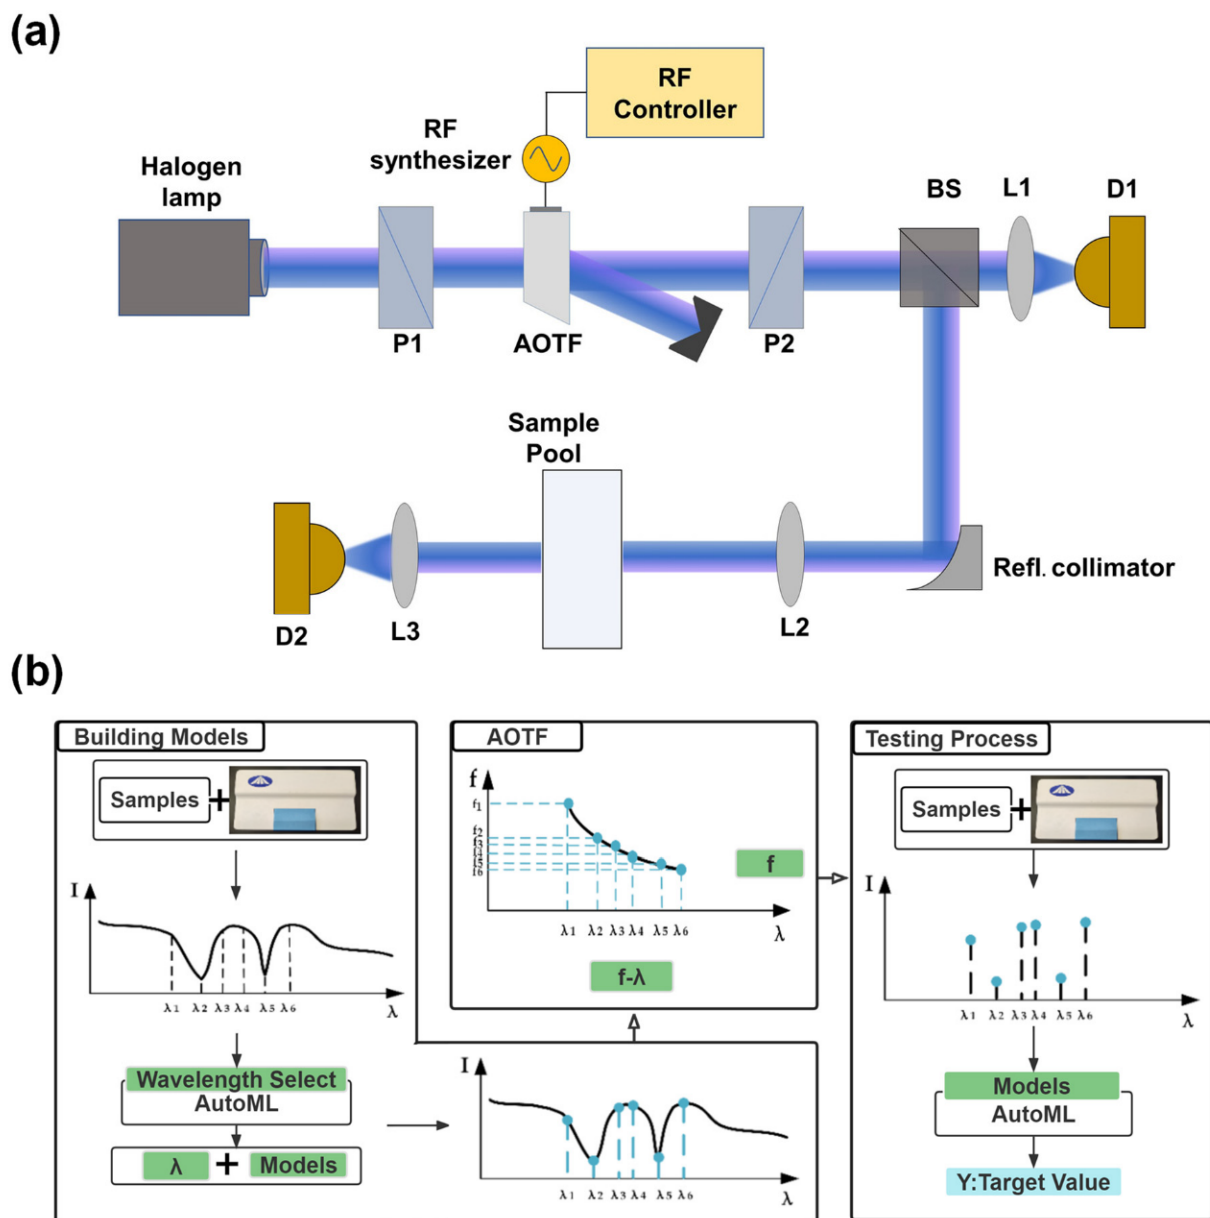 (a)
RF
Controller
RF
synthesizer
Halogen
lamp
BS
L1
D1
P1
AOTF
P2
Sample
Pool
Refl. collimator
D2
L3
L2
(b)
Building Models
Samples
+
I
λ1 λ2 λ3 λ4 λ5 λ6
λ
Wavelength Select
AutoML
λ + Models
I
λ1 λ2 λ3 λ4 λ5 λ6
λ
AOTF
f
f1
f2
f3
f4
f5
f6
λ1 λ2 λ3 λ4 λ5 λ6
λ
f
f-λ
Testing Process
Samples
+
I
λ1 λ2 λ3 λ4 λ5 λ6
λ
Models
AutoML
Y:Target Value